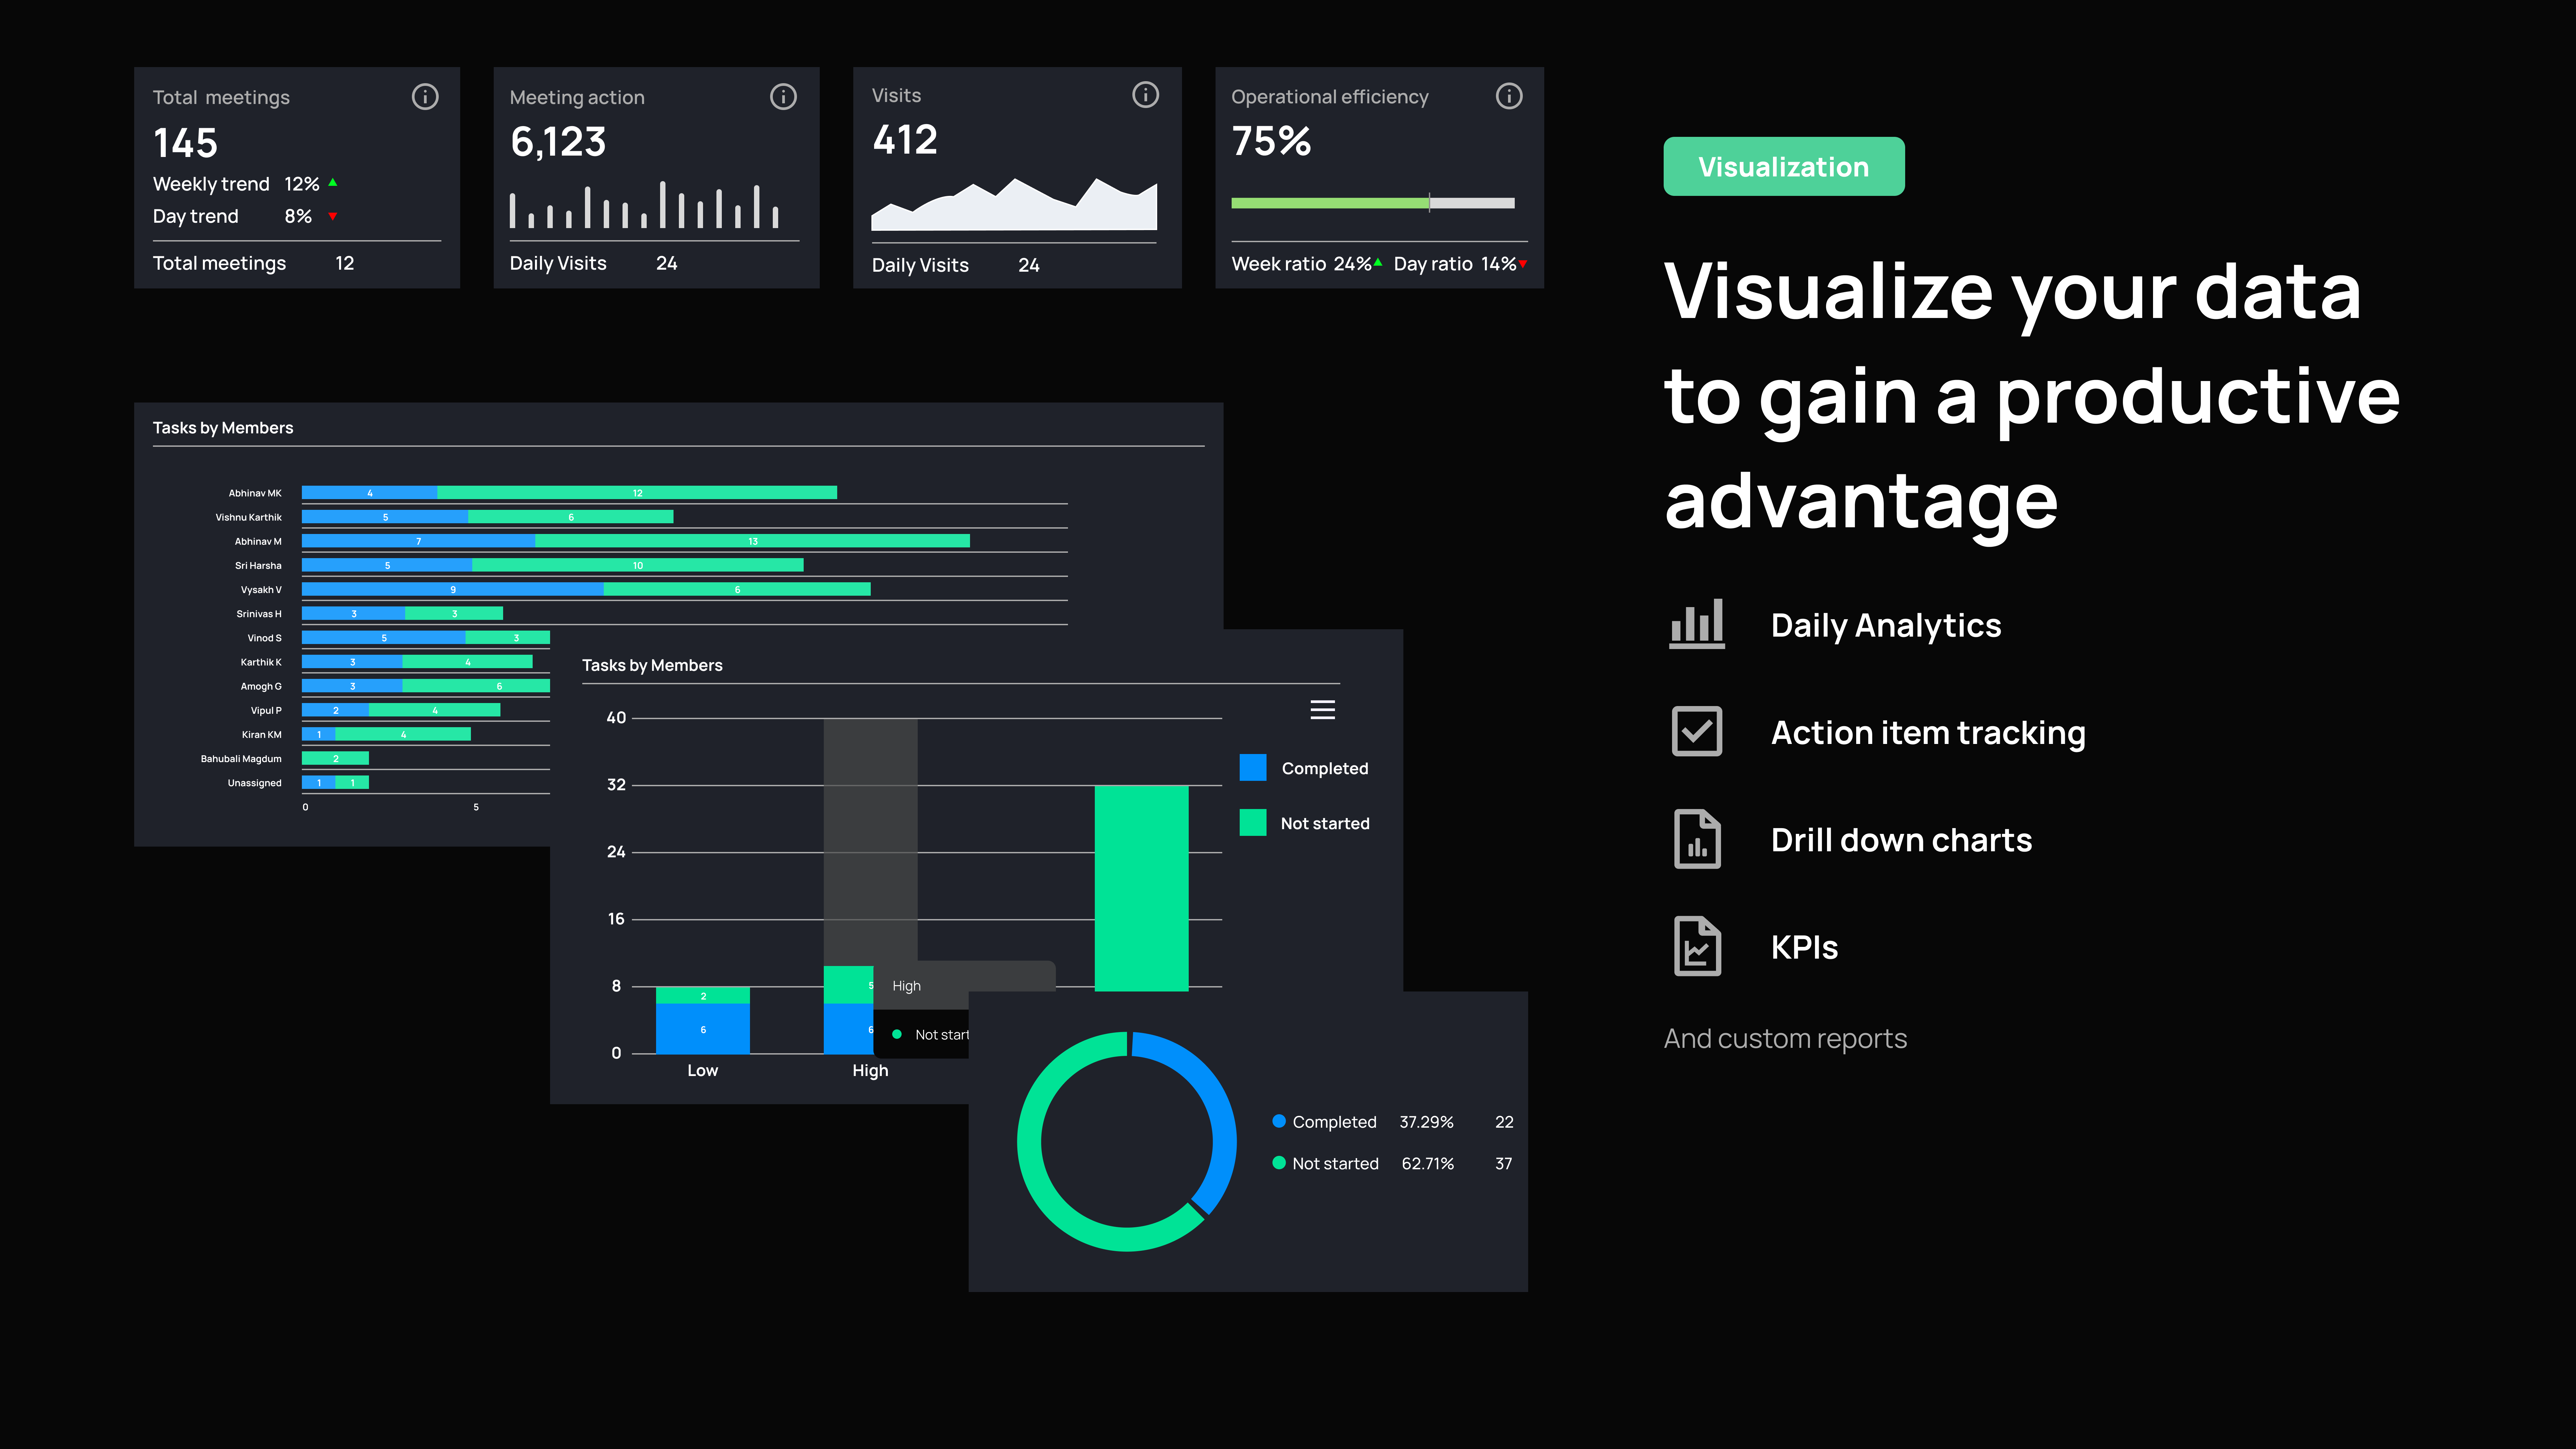 Total meetings
145
Weekly trend 12%
Day trend 8%
Total meetings 12
Meeting action
6,123
Daily Visits 24
Visits
412
Daily Visits 24
Operational efficiency
75%
Week ratio 24% Day ratio 14%
Tasks by Members
Abhinav MK 4 12
Vishnu Karthik 5 6
Abhinav M 7 13
Sri Harsha 5 10
Vysakh V 9 6
Srinivas H 3 3
Vinod S 5 3
Karthik K 3 4
Amogh G 3 6
Vipul P 2 4
Kiran KM 1 4
Bahubali Magdum 2
Unassigned 1 1
0 5
Tasks by Members
40
32
24
16
8
0
2
6
5
6
High
Not start
Low High
Completed
Not started
Completed 37.29% 22
Not started 62.71% 37
Visualization
Visualize your data
to gain a productive
advantage
Daily Analytics
Action item tracking
Drill down charts
KPIs
And custom reports